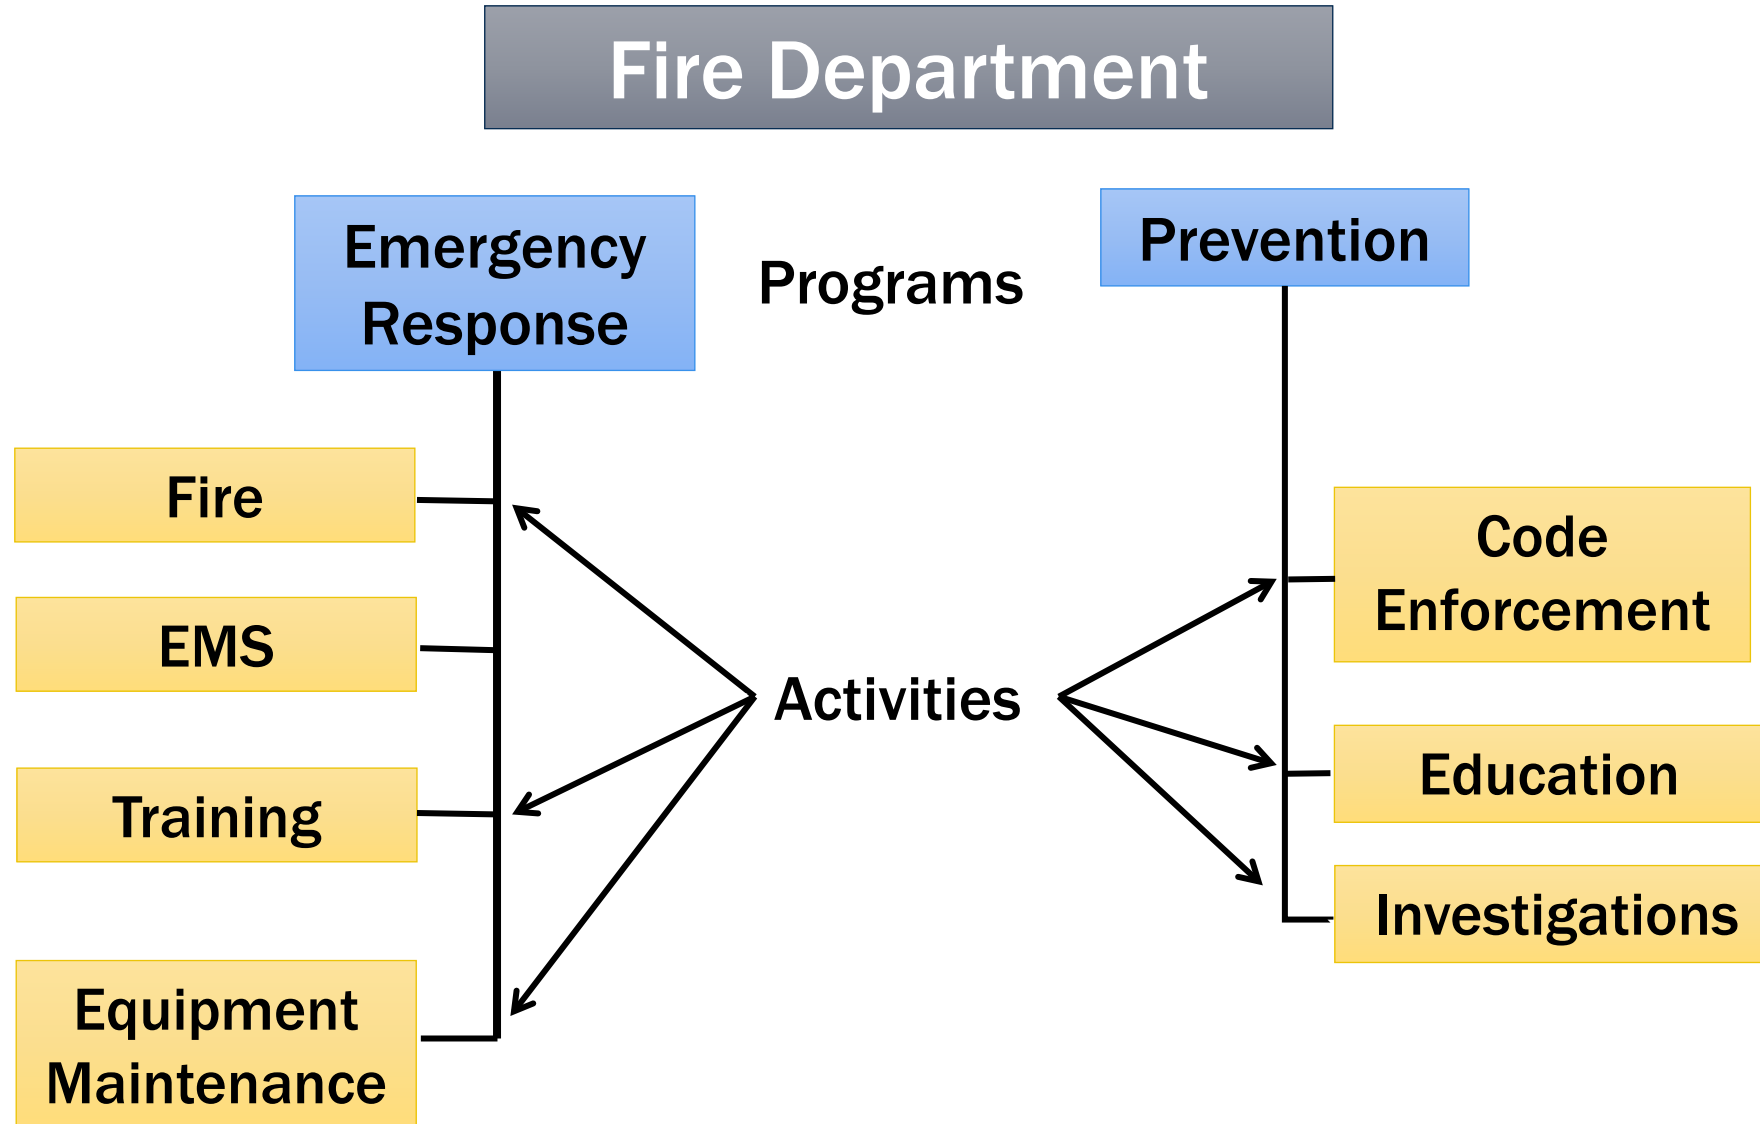 Fire Department
Emergency
Response
Programs
Prevention
Fire
EMS
Training
Equipment
Maintenance
Activities
Code
Enforcement
Education
Investigations